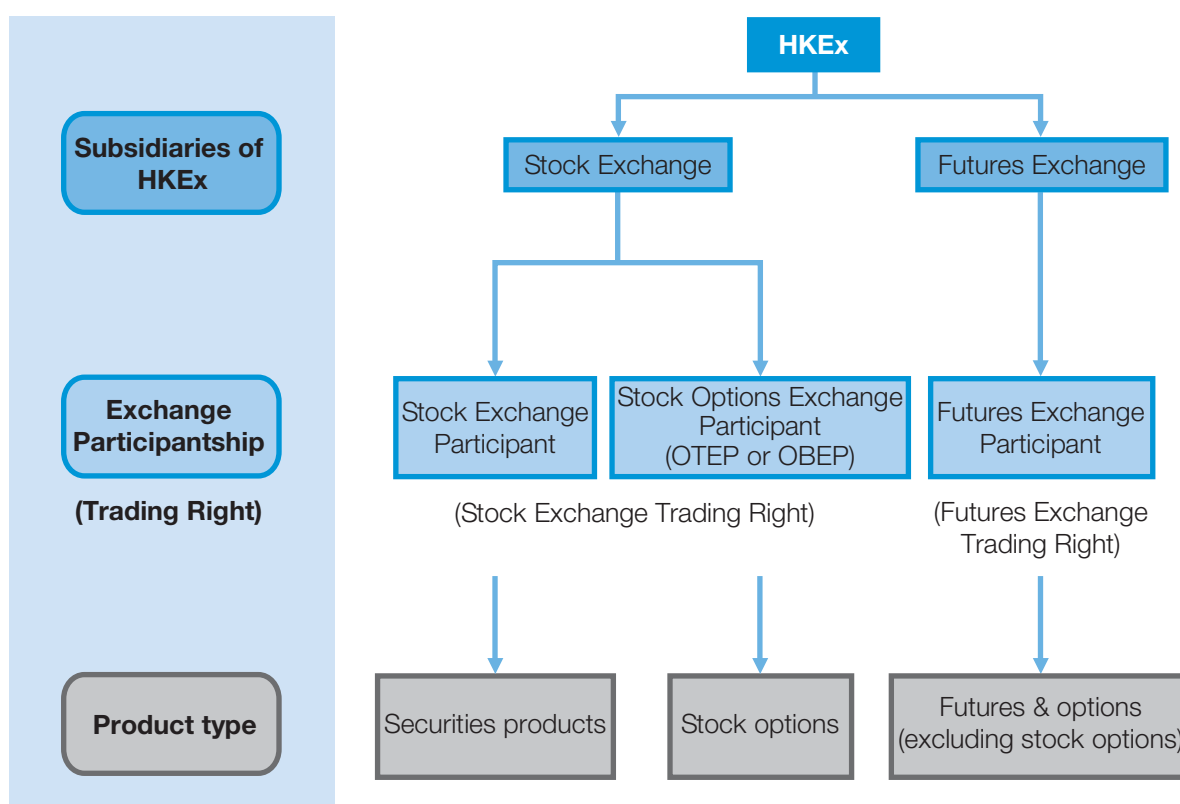 HKEx
Subsidiaries of
HKEx
Stock Exchange
Futures Exchange
Exchange
Participantship
(Trading Right)
Stock Exchange
Participant
Stock Options Exchange
Participant
(OTEP or OBEP)
Futures Exchange
Participant
(Stock Exchange Trading Right)
(Futures Exchange
Trading Right)
Product type
Securities products
Stock options
Futures & options
(excluding stock options)